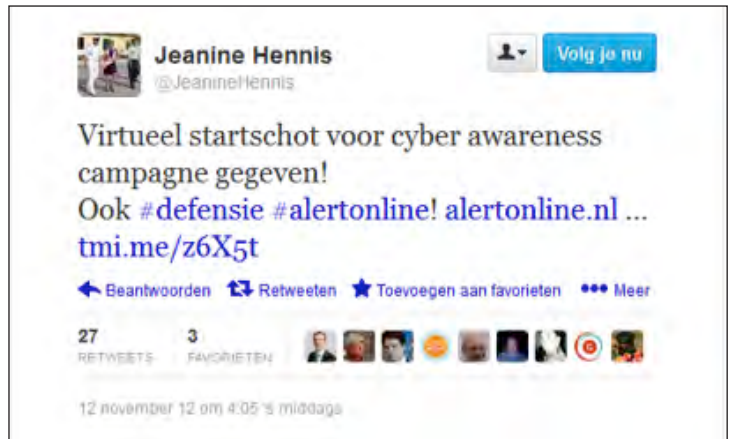 Jeanine Hennis
@JeanineHennis
Volg je nu
Virtueel startschot voor cyber awareness
campagne gegeven!
Ook #defensie #alertonline! alertonline.nl ...
tmi.me/z6X5t
Beantwoorden Retweeten Toevoegen aan favorieten Meer
27 3
RETWEETS FAVORIETEN
12 november 12 om 4:05 's middags